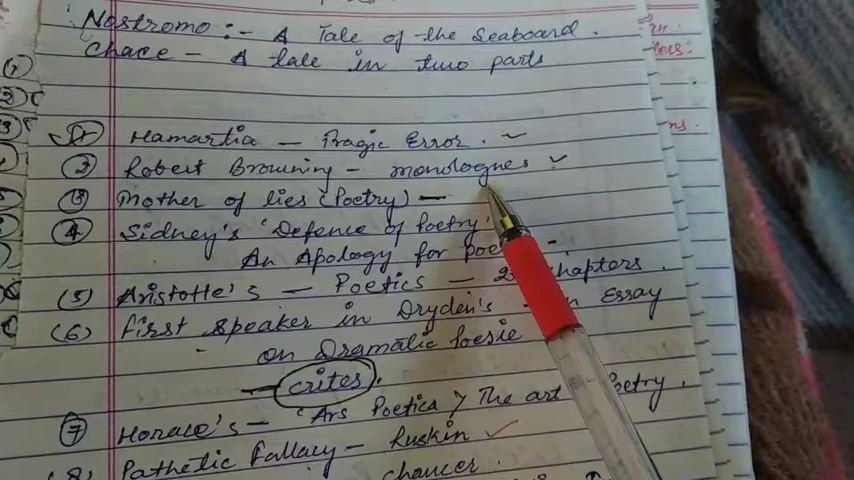 Nostromo :- A Tale of the Seaboard.
Chace - A tale in two parts
(1) Hamartia - Tragic Error.
(2) Robert Browning - monologues
(3) Mother of lies (Poetry) -
(4) Sidney's 'Defence of Poetry'
An Apology for
(5) Aristotle's - Poetics - chapters.
(6) First speaker in Dryden's - Essay
on Dramatic Poesie
- crites.
(7) Horace's - 'Ars Poetica > The art Poetry.
(8) Pathetic Fallacy - Ruskin
Chaucer.